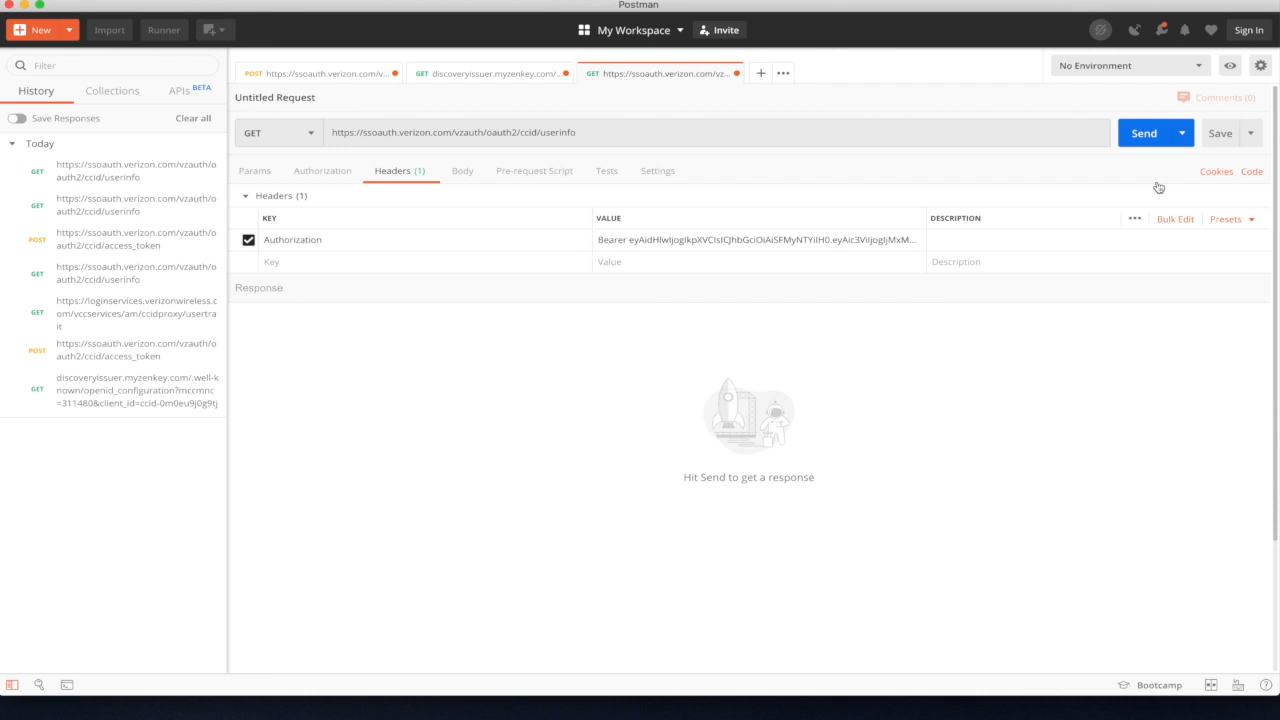 Postman
New
Import
Runner
My Workspace
Invite
Sign In
Filter
History
Collections
APIs BETA
Save Responses
Clear all
Today
GET
https://ssoauth.verizon.com/vzauth/o
auth2/ccid/userinfo
GET
https://ssoauth.verizon.com/vzauth/o
auth2/ccid/userinfo
POST
https://ssoauth.verizon.com/vzauth/o
auth2/ccid/access_token
GET
https://ssoauth.verizon.com/vzauth/o
auth2/ccid/userinfo
GET
https://loginservices.verizonwireless.c
om/vccservices/am/ccidproxy/usertra
it
POST
https://ssoauth.verizon.com/vzauth/o
auth2/ccid/access_token
GET
discoveryissuer.myzenkey.com/.well-k
nown/openid_configuration?mccmnc
=311480&client_id=ccid-0m0eu9j0g9tj
POST https://ssoauth.verizon.com/v...
GET discoveryissuer.myzenkey.com/...
GET https://ssoauth.verizon.com/vz...
No Environment
Untitled Request
Comments (0)
GET
https://ssoauth.verizon.com/vzauth/oauth2/ccid/userinfo
Send
Save
Params
Authorization
Headers (1)
Body
Pre-request Script
Tests
Settings
Cookies
Code
Headers (1)
KEY
VALUE
DESCRIPTION
Bulk Edit
Presets
Authorization
Key
Value
Description
Response
Hit Send to get a response
Bootcamp